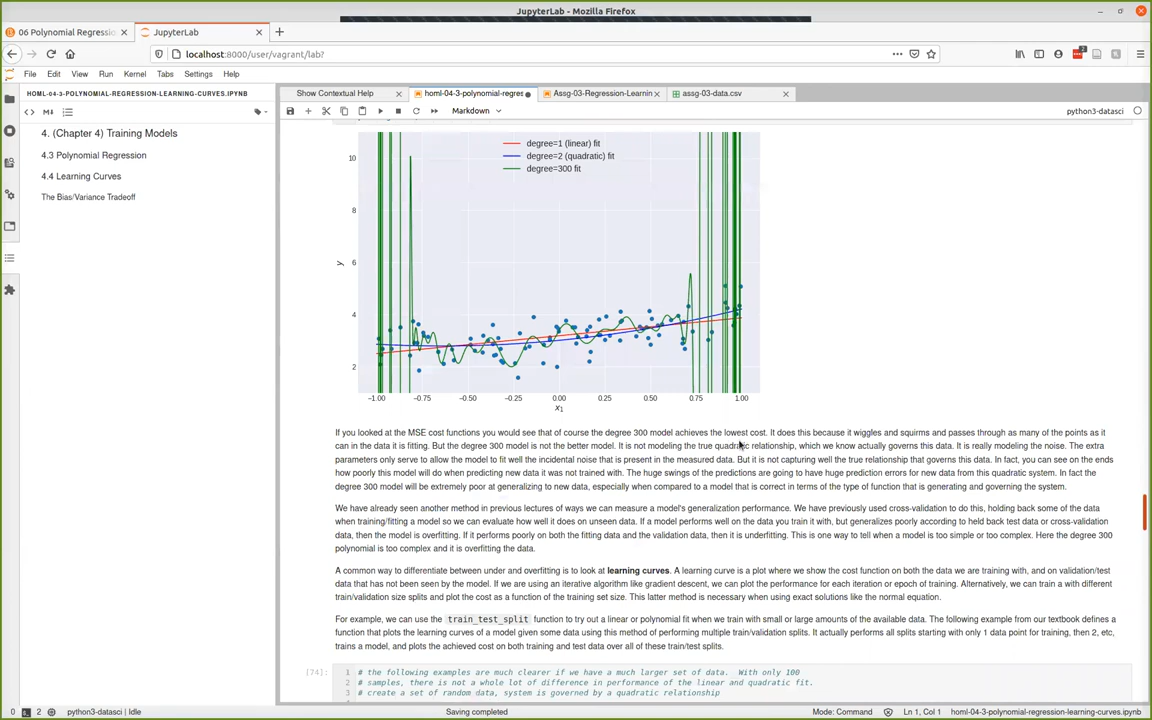 JupyterLab - Mozilla Firefox
06 Polynomial Regressio
JupyterLab
localhost:8000/user/vagrant/lab?
File Edit View Run Kernel Tabs Settings Help
HOML-04-3-POLYNOMIAL-REGRESSION-LEARNING-CURVES.IPYNB
Show Contextual Help
homl-04-3-polynomial-regres
Assg-03-Regression-Learnin
assg-03-data.csv
Markdown
python3-datasci
4. (Chapter 4) Training Models
4.3 Polynomial Regression
4.4 Learning Curves
The Bias/Variance Tradeoff
degree=1 (linear) fit
degree=2 (quadratic) fit
degree=300 fit
10
8
6
4
2
y
−1.00 −0.75 −0.50 −0.25 0.00 0.25 0.50 0.75 1.00
x1
If you looked at the MSE cost functions you would see that of course the degree 300 model achieves the lowest cost. It does this because it wiggles and squirms and passes through as many of the points as it
can in the data it is fitting. But the degree 300 model is not the better model. It is not modeling the true quadratic relationship, which we know actually governs this data. It is really modeling the noise. The extra
parameters only serve to allow the model to fit well the incidental noise that is present in the measured data. But it is not capturing well the true relationship that governs this data. In fact, you can see on the ends
how poorly this model will do when predicting new data it was not trained with. The huge swings of the predictions are going to have huge prediction errors for new data from this quadratic system. In fact the
degree 300 model will be extremely poor at generalizing to new data, especially when compared to a model that is correct in terms of the type of function that is generating and governing the system.
We have already seen another method in previous lectures of ways we can measure a model's generalization performance. We have previously used cross-validation to do this, holding back some of the data
when training/fitting a model so we can evaluate how well it does on unseen data. If a model performs well on the data you train it with, but generalizes poorly according to held back test data or cross-validation
data, then the model is overfitting. If it performs poorly on both the fitting data and the validation data, then it is underfitting. This is one way to tell when a model is too simple or too complex. Here the degree 300
polynomial is too complex and it is overfitting the data.
A common way to differentiate between under and overfitting is to look at learning curves. A learning curve is a plot where we show the cost function on both the data we are training with, and on validation/test
data that has not been seen by the model. If we are using an iterative algorithm like gradient descent, we can plot the performance for each iteration or epoch of training. Alternatively, we can train a with different
train/validation size splits and plot the cost as a function of the training set size. This latter method is necessary when using exact solutions like the normal equation.
For example, we can use the train_test_split function to try out a linear or polynomial fit when we train with small or large amounts of the available data. The following example from our textbook defines a
function that plots the learning curves of a model given some data using this method of performing multiple train/validation splits. It actually performs all splits starting with only 1 data point for training, then 2, etc,
trains a model, and plots the achieved cost on both training and test data over all of these train/test splits.
[74]:
1 # the following examples are much clearer if we have a much larger set of data. With only 100
2 # samples, there is not a whole lot of difference in performance of the linear and quadratic fit.
3 # create a set of random data, system is governed by a quadratic relationship
0 2 python3-datasci | Idle
Saving completed
Mode: Command
Ln 1, Col 1
homl-04-3-polynomial-regression-learning-curves.ipynb